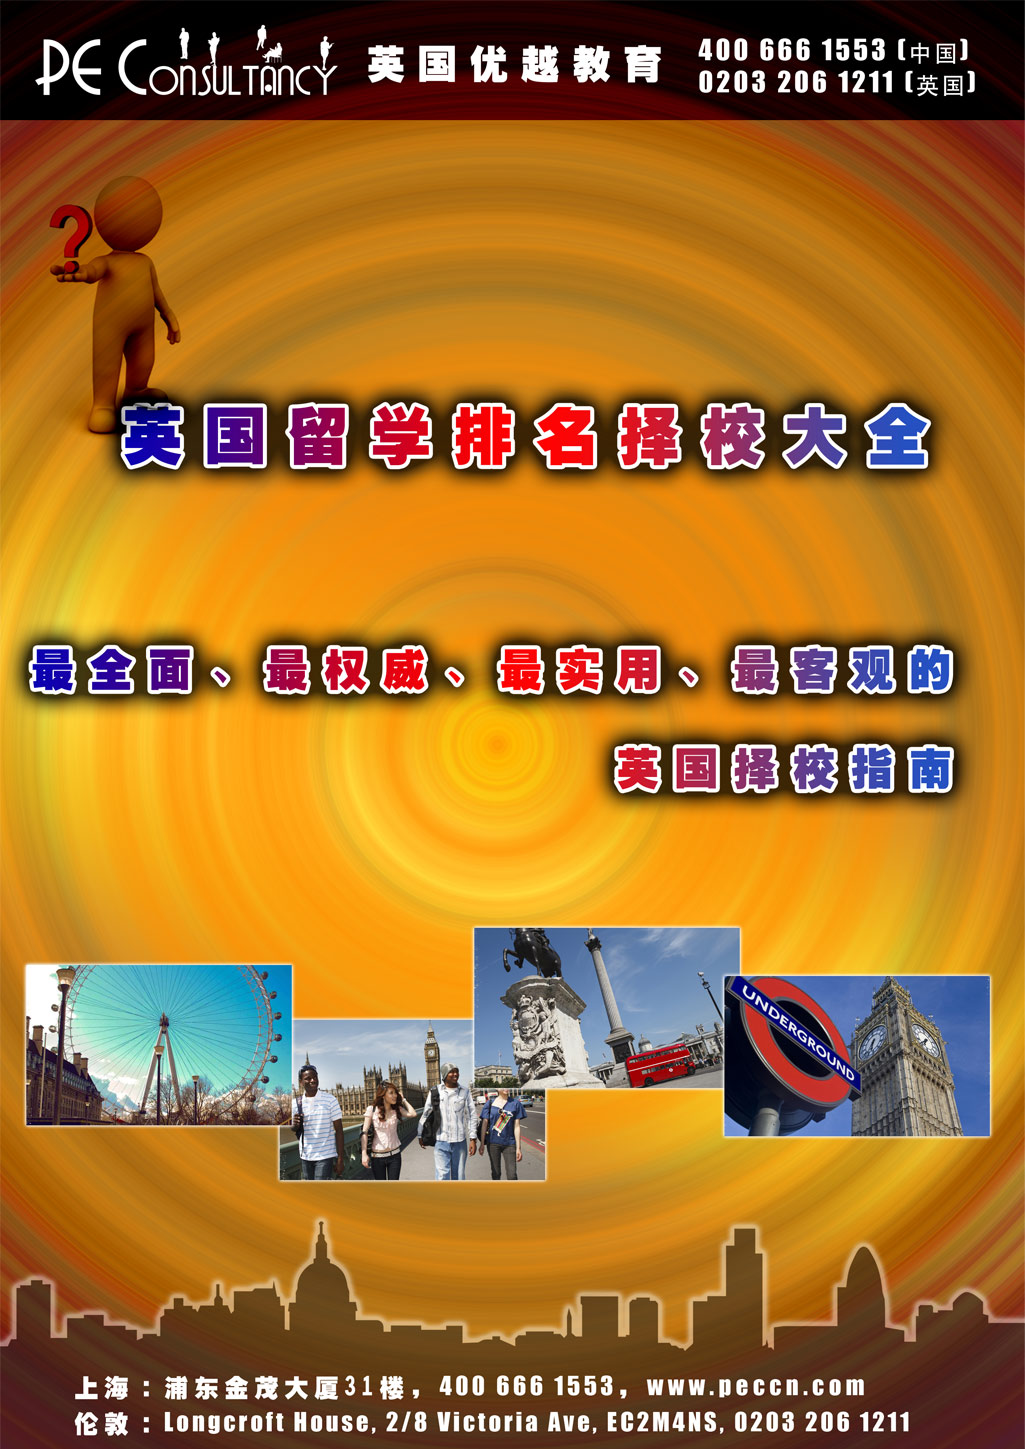 PE CONSULTANCY 英国优越教育 400 666 1553 (中国)
0203 206 1211 (英国)
?
英国留学排名择校大全
最全面、最权威、最实用、最客观的
英国择校指南
UNDERGROUND
上海：浦东金茂大厦31楼，400 666 1553，www.peccn.com
伦敦：Longcroft House, 2/8 Victoria Ave, EC2M4NS, 0203 206 1211